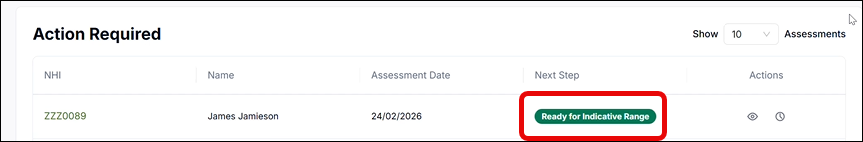 Action Required
Show 10 Assessments
NHI Name Assessment Date Next Step Actions
ZZZ0089 James Jamieson 24/02/2026 Ready for Indicative Range